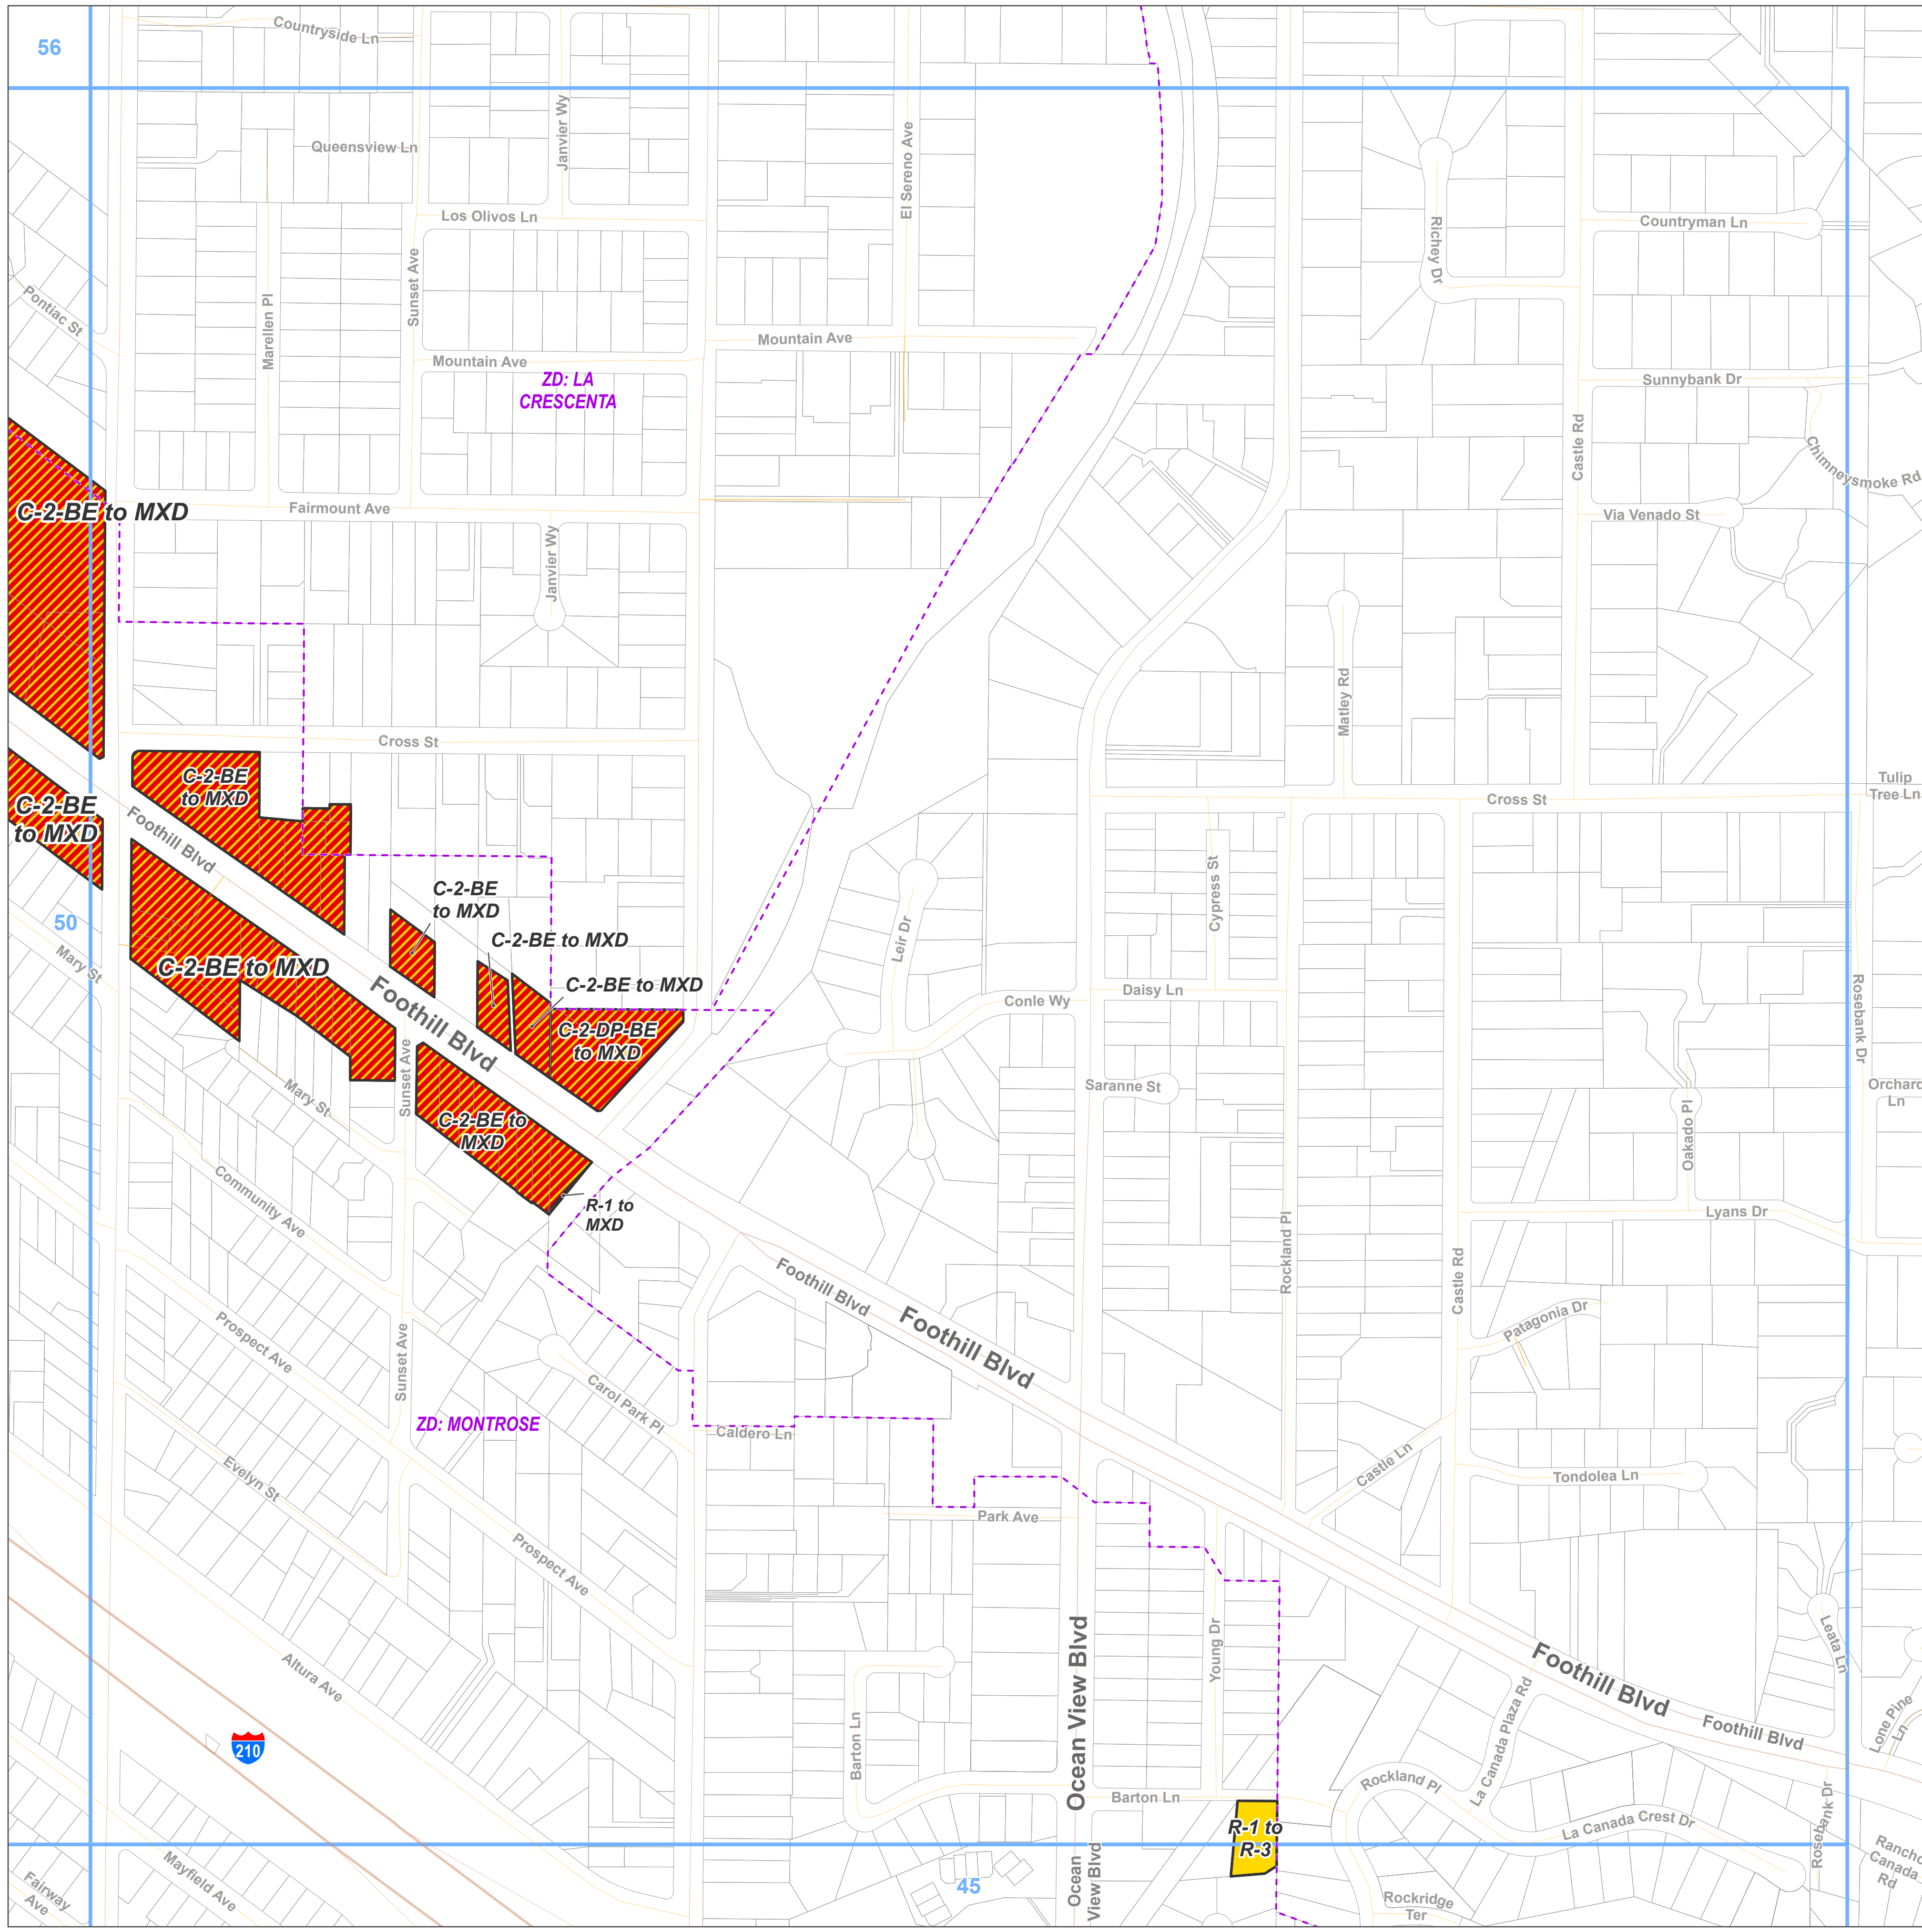 56
Countryside Ln
Queensview Ln
Janvier Wy
El Sereno Ave
Los Olivos Ln
Sunset Ave
Marellen Pl
Pontiac St
Mountain Ave
Mountain Ave
Richey Dr
Countryman Ln
Sunnybank Dr
Castle Rd
Chimneysmoke Rd
Via Venado St
ZD: LA
CRESCENTA
C-2-BE to MXD
Fairmount Ave
Janvier Wy
Matley Rd
Cross St
C-2-BE
to MXD
C-2-BE
to MXD
Foothill Blvd
Cross St
Tulip
Tree Ln
Cypress St
C-2-BE
to MXD
C-2-BE to MXD
C-2-BE to MXD
50
Mary St
C-2-BE to MXD
Foothill Blvd
C-2-DP-BE
to MXD
Leir Dr
Conle Wy
Daisy Ln
Rosebank Dr
Saranne St
Orchard
Ln
Oakado Pl
Sunset Ave
Mary St
C-2-BE to
MXD
R-1 to
MXD
Community Ave
Lyans Dr
Rockland Pl
Castle Rd
Foothill Blvd
Foothill Blvd
Patagonia Dr
Prospect Ave
Sunset Ave
Carol Park Pl
ZD: MONTROSE
Caldero Ln
Castle Ln
Tondolea Ln
Evelyn St
Park Ave
Prospect Ave
Young Dr
Ocean View Blvd
Foothill Blvd
Leata Ln
Foothill Blvd
Lone Pine
Ln
La Canada Plaza Rd
Altura Ave
210
Barton Ln
Barton Ln
Rockland Pl
R-1 to
R-3
La Canada Crest Dr
Rosebank Dr
Rancho
Canada
Rd
Mayfield Ave
Fairway
Ave
45
Ocean
View Blvd
Rockridge
Ter